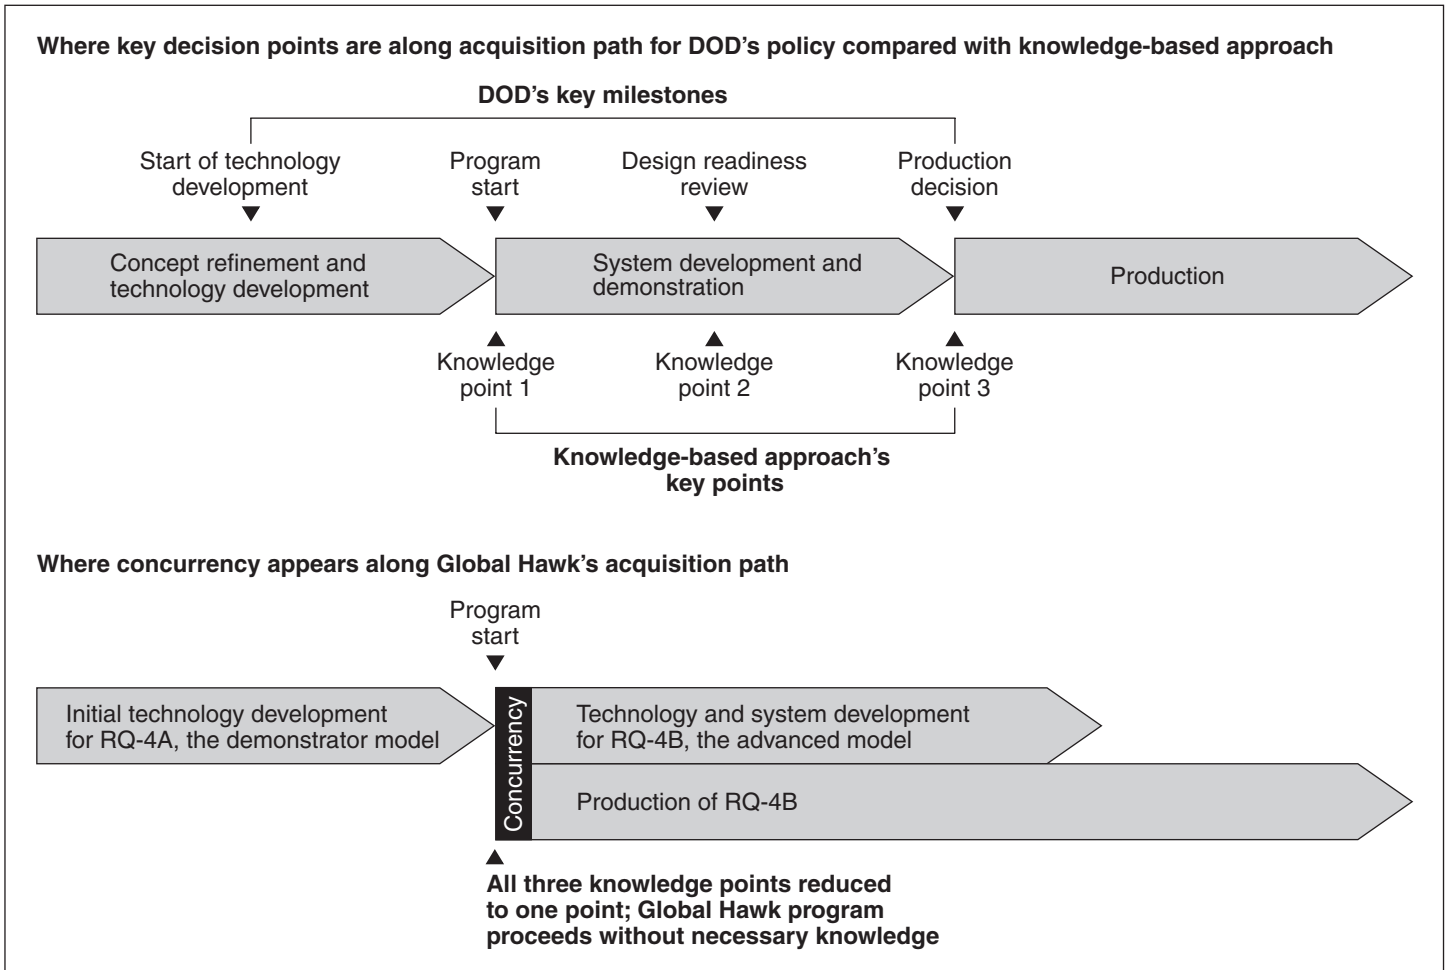 Where key decision points are along acquisition path for DOD's policy compared with knowledge-based approach
DOD's key milestones
Start of technology
development
Program
start
Design readiness
review
Production
decision
Concept refinement and
technology development
System development and
demonstration
Production
Knowledge
point 1
Knowledge
point 2
Knowledge
point 3
Knowledge-based approach's
key points
Where concurrency appears along Global Hawk's acquisition path
Program
start
Initial technology development
for RQ-4A, the demonstrator model
Concurrency
Technology and system development
for RQ-4B, the advanced model
Production of RQ-4B
All three knowledge points reduced
to one point; Global Hawk program
proceeds without necessary knowledge